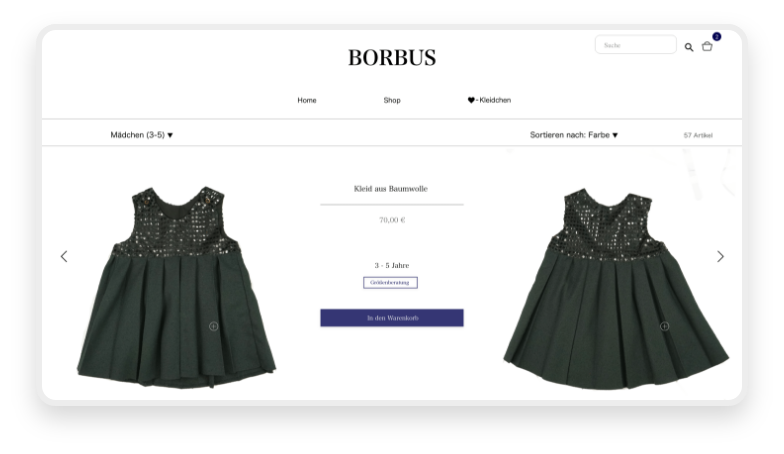 BORBUS
Suche
2
Home
Shop
♥-Kleidchen
Mädchen (3-5) ▼
Sortieren nach: Farbe ▼
57 Artikel
Kleid aus Baumwolle
70,00 €
3 - 5 Jahre
Größenberatung
In den Warenkorb